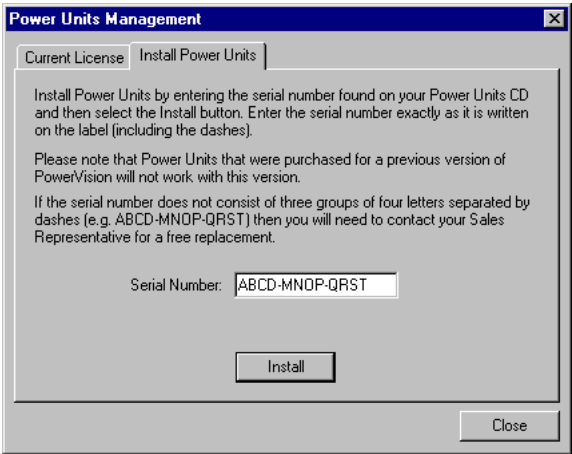 Power Units Management
Current License
Install Power Units
Install Power Units by entering the serial number found on your Power Units CD
and then select the Install button. Enter the serial number exactly as it is written
on the label (including the dashes).
Please note that Power Units that were purchased for a previous version of
PowerVision will not work with this version.
If the serial number does not consist of three groups of four letters separated by
dashes (e.g. ABCD-MNOP-QRST) then you will need to contact your Sales
Representative for a free replacement.
Serial Number: ABCD-MNOP-QRST
Install
Close